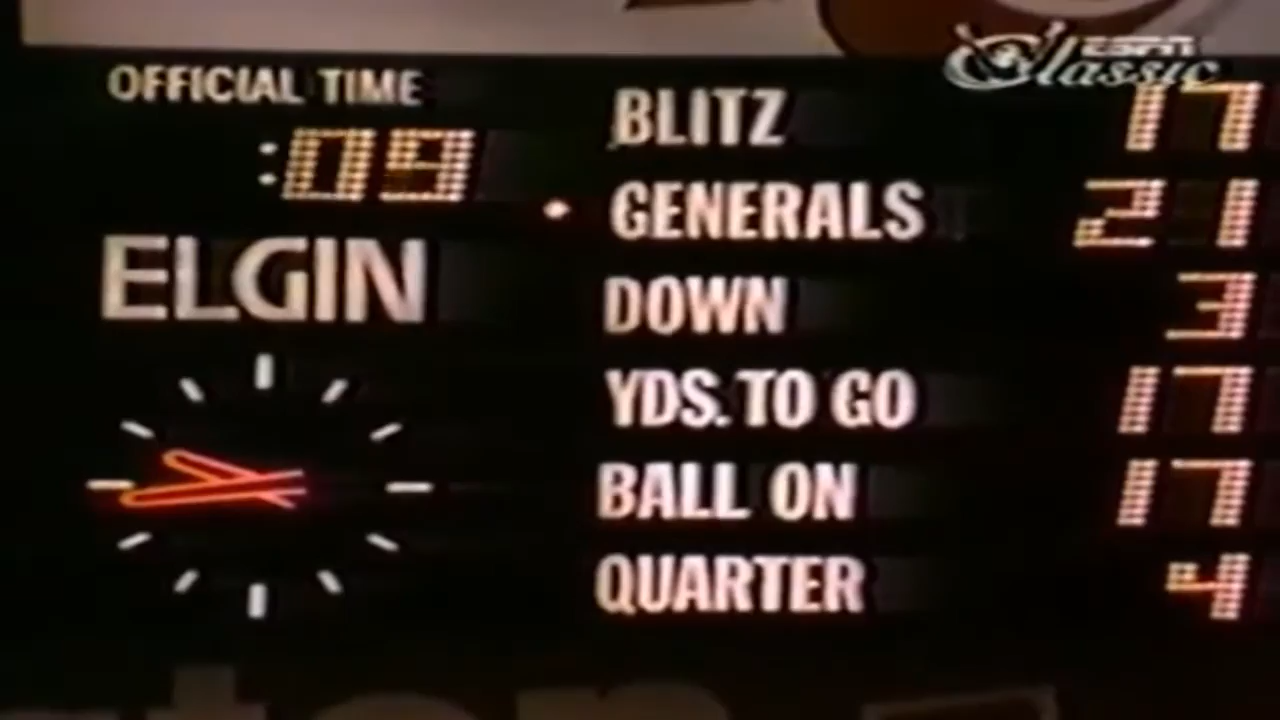 ESPN
Classic
OFFICIAL TIME
:09
ELGIN
BLITZ 17
GENERALS 21
DOWN 3
YDS. TO GO 17
BALL ON 17
QUARTER 4